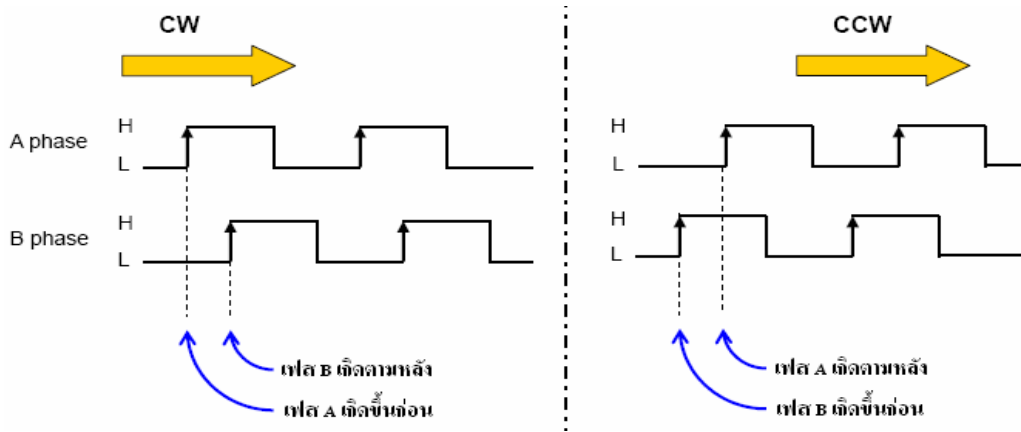 CW
A phase
H
L
B phase
H
L
เฟส B เกิดตามหลัง
เฟส A เกิดขึ้นก่อน
CCW
H
L
H
L
เฟส A เกิดตามหลัง
เฟส B เกิดขึ้นก่อน